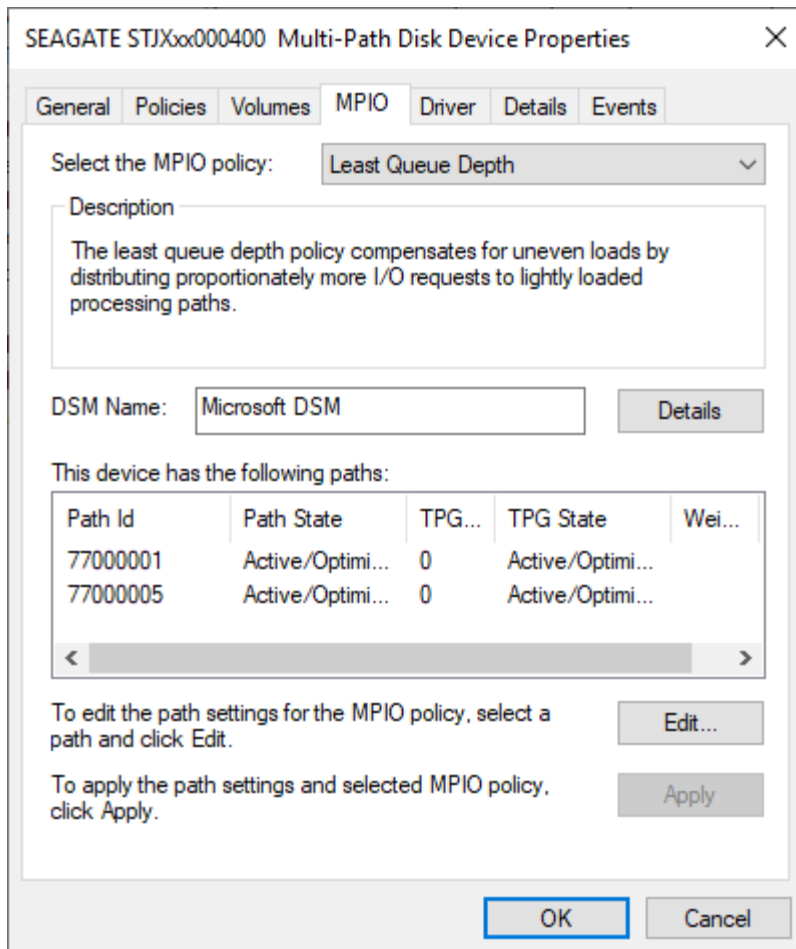 SEAGATE STJXxx000400 Multi-Path Disk Device Properties
General Policies Volumes MPIO Driver Details Events
Select the MPIO policy: Least Queue Depth
Description
The least queue depth policy compensates for uneven loads by
distributing proportionately more I/O requests to lightly loaded
processing paths.
DSM Name: Microsoft DSM Details
This device has the following paths:
Path Id Path State TPG... TPG State Wei...
77000001 Active/Optimi... 0 Active/Optimi...
77000005 Active/Optimi... 0 Active/Optimi...
To edit the path settings for the MPIO policy, select a
path and click Edit.
Edit...
To apply the path settings and selected MPIO policy,
click Apply.
Apply
OK Cancel